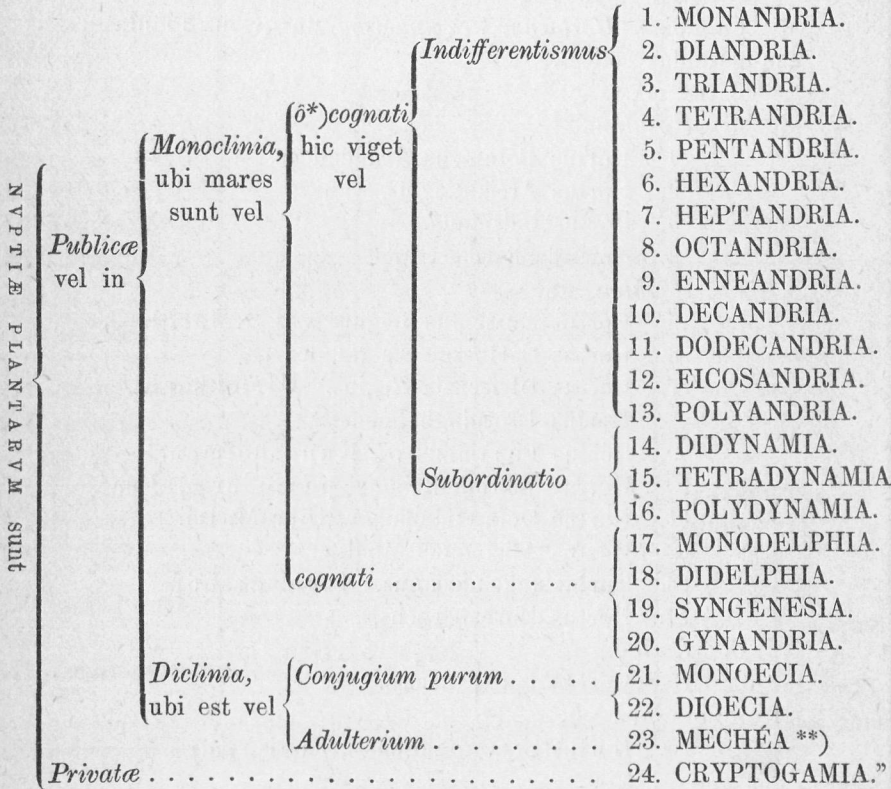 NVPTIÆ PLANTARVM sunt
Publicæ
vel in
Monoclinia,
ubi mares
sunt vel
ô*)cognati
hic viget
vel
Indifferentismus
1. MONANDRIA.
2. DIANDRIA.
3. TRIANDRIA.
4. TETRANDRIA.
5. PENTANDRIA.
6. HEXANDRIA.
7. HEPTANDRIA.
8. OCTANDRIA.
9. ENNEANDRIA.
10. DECANDRIA.
11. DODECANDRIA.
12. EICOSANDRIA.
13. POLYANDRIA.
Subordinatio
14. DIDYNAMIA.
15. TETRADYNAMIA
16. POLYDYNAMIA.
cognati
17. MONODELPHIA.
18. DIDELPHIA.
19. SYNGENESIA.
20. GYNANDRIA.
Diclinia,
ubi est vel
Conjugium purum . . . . . .
21. MONOECIA.
22. DIOECIA.
Adulterium . . . . . . . . . . 23. MECHÉA **)
Privatæ . . . . . . . . . . . . . . . . . . . . . . . . . . 24. CRYPTOGAMIA.”